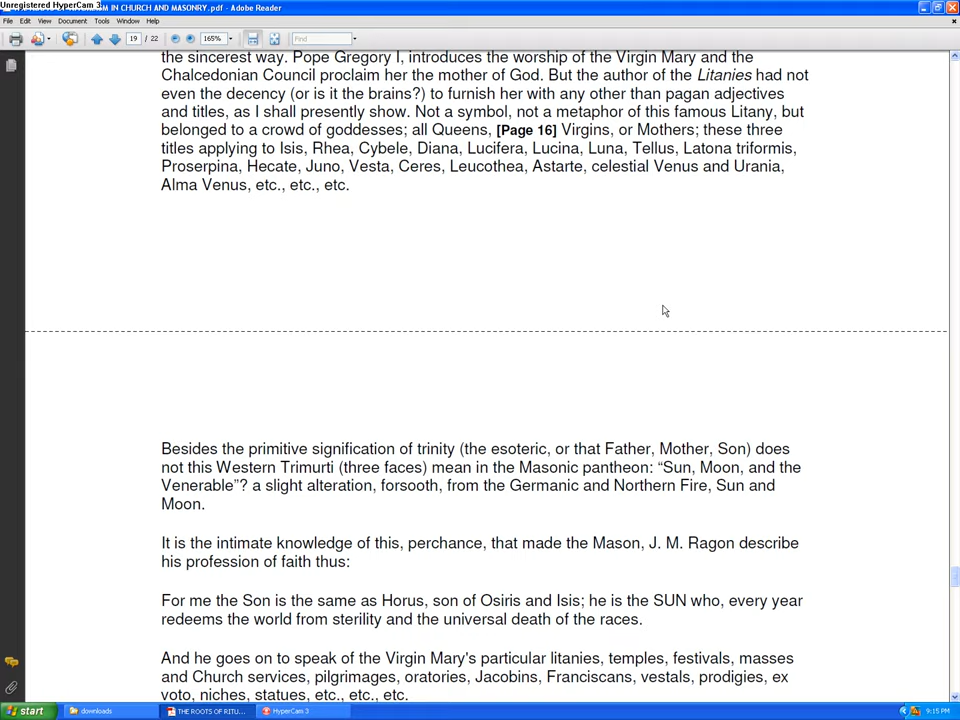 Unregistered HyperCam 3
M IN CHURCH AND MASONRY.pdf - Adobe Reader
File Edit View Document Tools Window Help
19 / 22 165% Find
the sincerest way. Pope Gregory I, introduces the worship of the Virgin Mary and the
Chalcedonian Council proclaim her the mother of God. But the author of the Litanies had not
even the decency (or is it the brains?) to furnish her with any other than pagan adjectives
and titles, as I shall presently show. Not a symbol, not a metaphor of this famous Litany, but
belonged to a crowd of goddesses; all Queens, [Page 16] Virgins, or Mothers; these three
titles applying to Isis, Rhea, Cybele, Diana, Lucifera, Lucina, Luna, Tellus, Latona triformis,
Proserpina, Hecate, Juno, Vesta, Ceres, Leucothea, Astarte, celestial Venus and Urania,
Alma Venus, etc., etc., etc.
Besides the primitive signification of trinity (the esoteric, or that Father, Mother, Son) does
not this Western Trimurti (three faces) mean in the Masonic pantheon: “Sun, Moon, and the
Venerable”? a slight alteration, forsooth, from the Germanic and Northern Fire, Sun and
Moon.
It is the intimate knowledge of this, perchance, that made the Mason, J. M. Ragon describe
his profession of faith thus:
For me the Son is the same as Horus, son of Osiris and Isis; he is the SUN who, every year
redeems the world from sterility and the universal death of the races.
And he goes on to speak of the Virgin Mary's particular litanies, temples, festivals, masses
and Church services, pilgrimages, oratories, Jacobins, Franciscans, vestals, prodigies, ex
voto, niches, statues, etc., etc., etc.
start downloads THE ROOTS OF RITU... HyperCam 3 9:15 PM